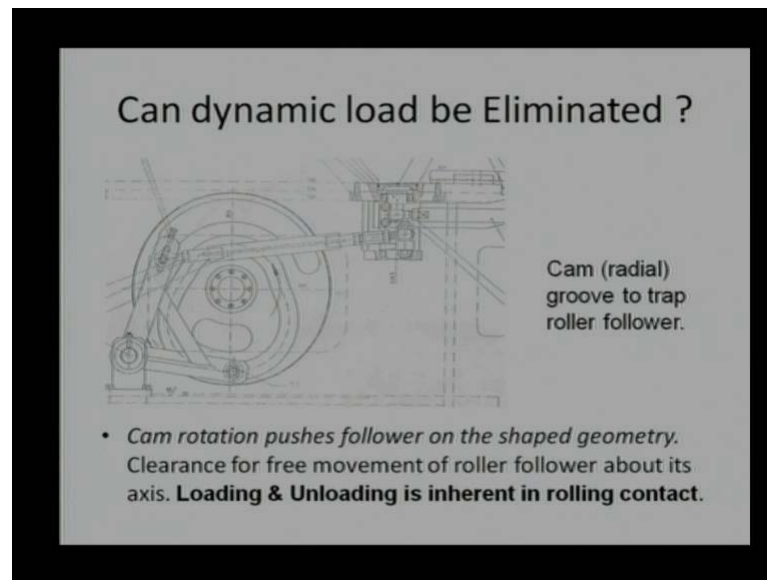 Can dynamic load be Eliminated ?
Cam (radial)
groove to trap
roller follower.
• Cam rotation pushes follower on the shaped geometry.
Clearance for free movement of roller follower about its
axis. Loading & Unloading is inherent in rolling contact.